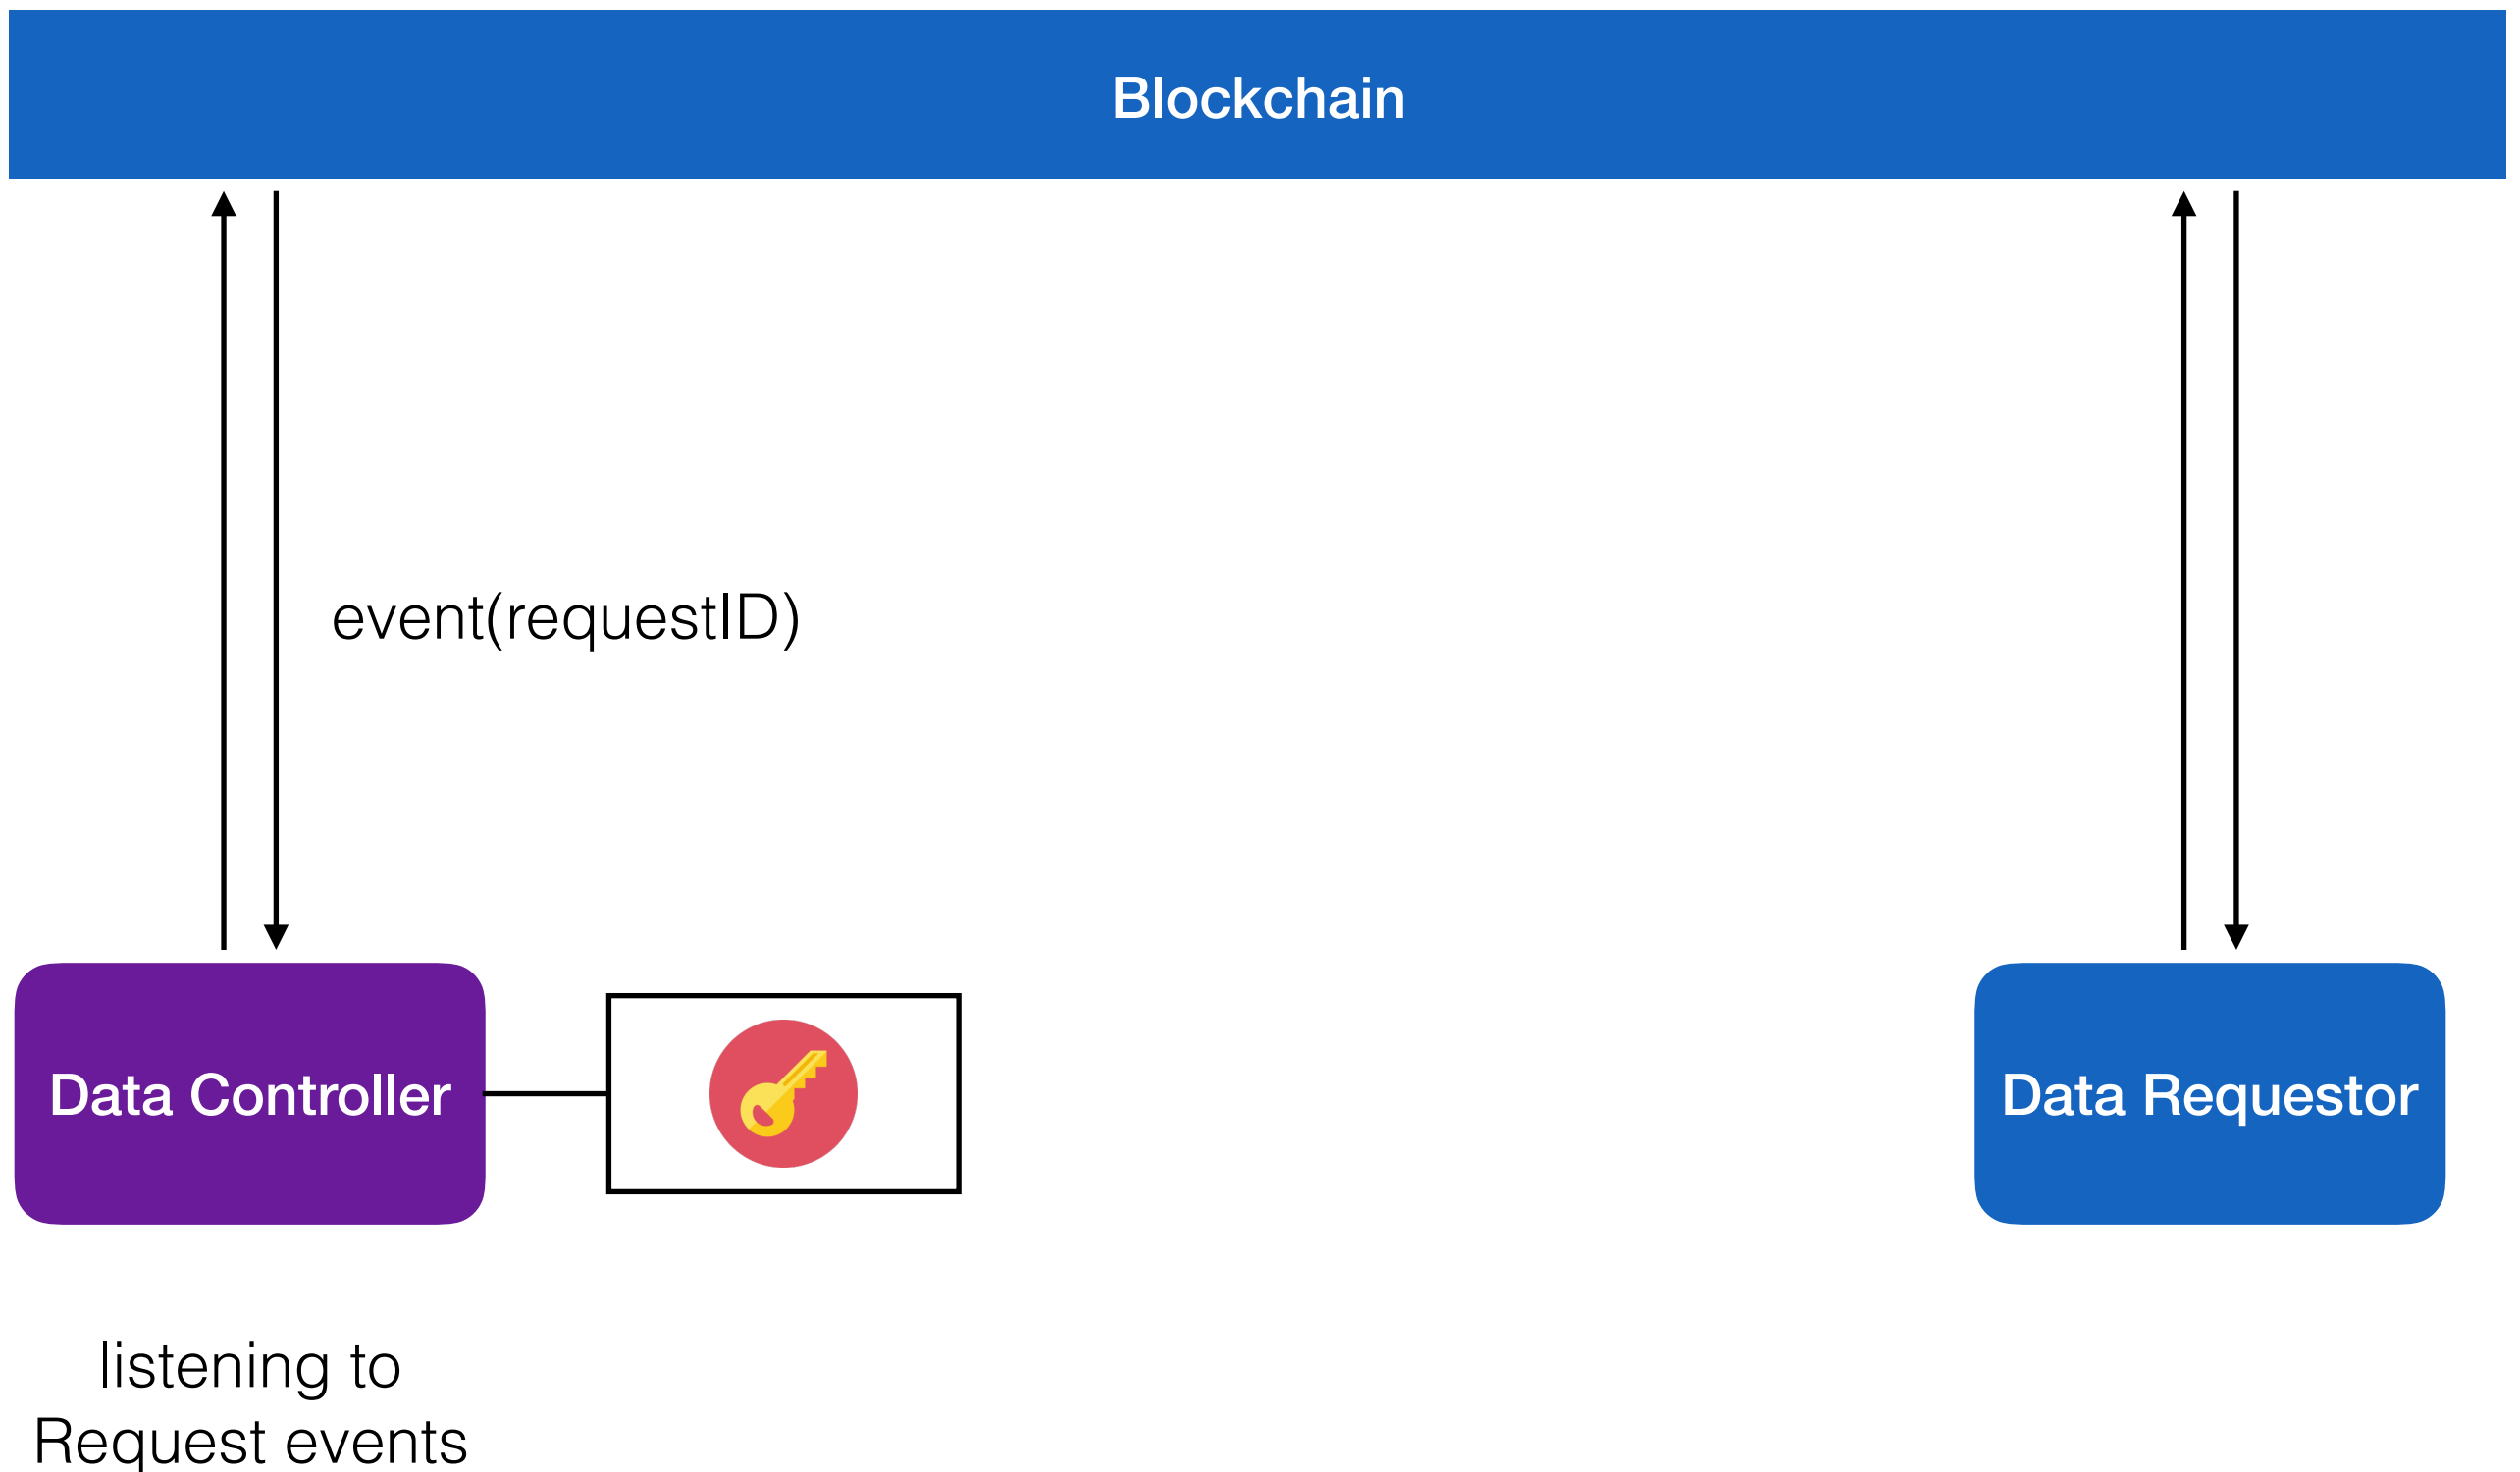 Blockchain
event(requestID)
Data Controller
Data Requestor
listening to
Request events